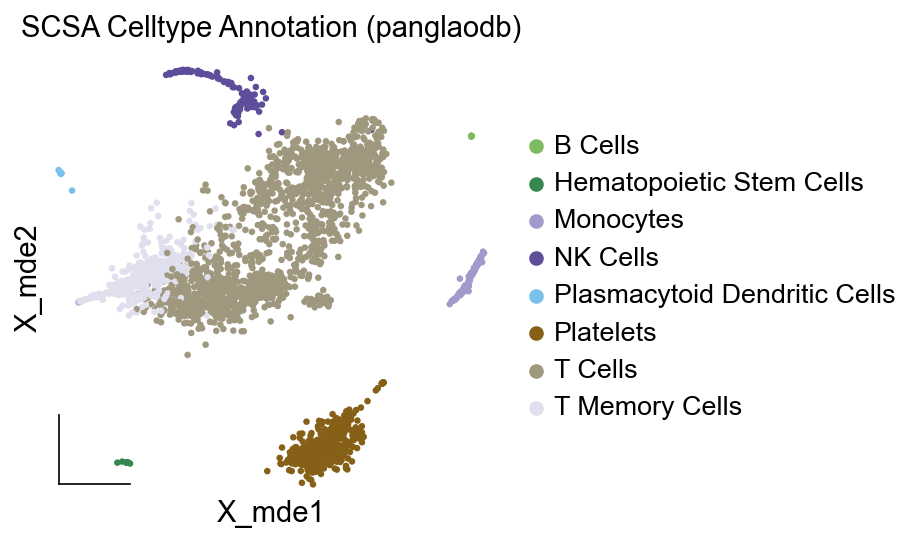 SCSA Celltype Annotation (panglaodb)
B Cells
Hematopoietic Stem Cells
Monocytes
NK Cells
Plasmacytoid Dendritic Cells
Platelets
T Cells
T Memory Cells
X_mde2
X_mde1